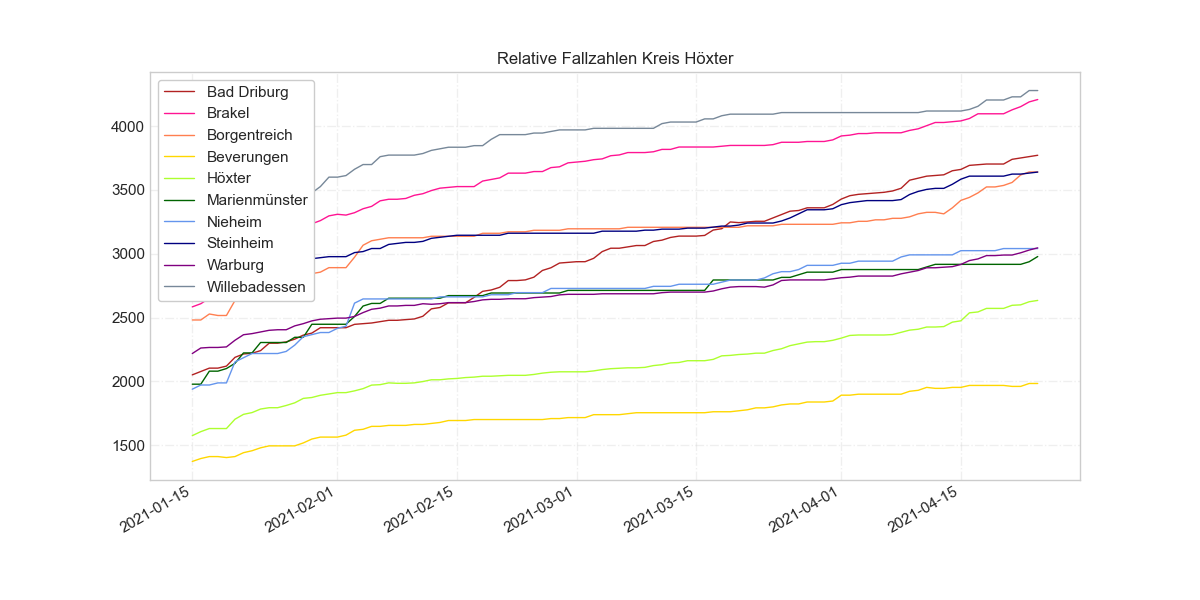 Relative Fallzahlen Kreis Höxter
Bad Driburg
Brakel
Borgentreich
Beverungen
Höxter
Marienmünster
Nieheim
Steinheim
Warburg
Willebadessen
4000
3500
3000
2500
2000
1500
2021-01-15
2021-02-01
2021-02-15
2021-03-01
2021-03-15
2021-04-01
2021-04-15